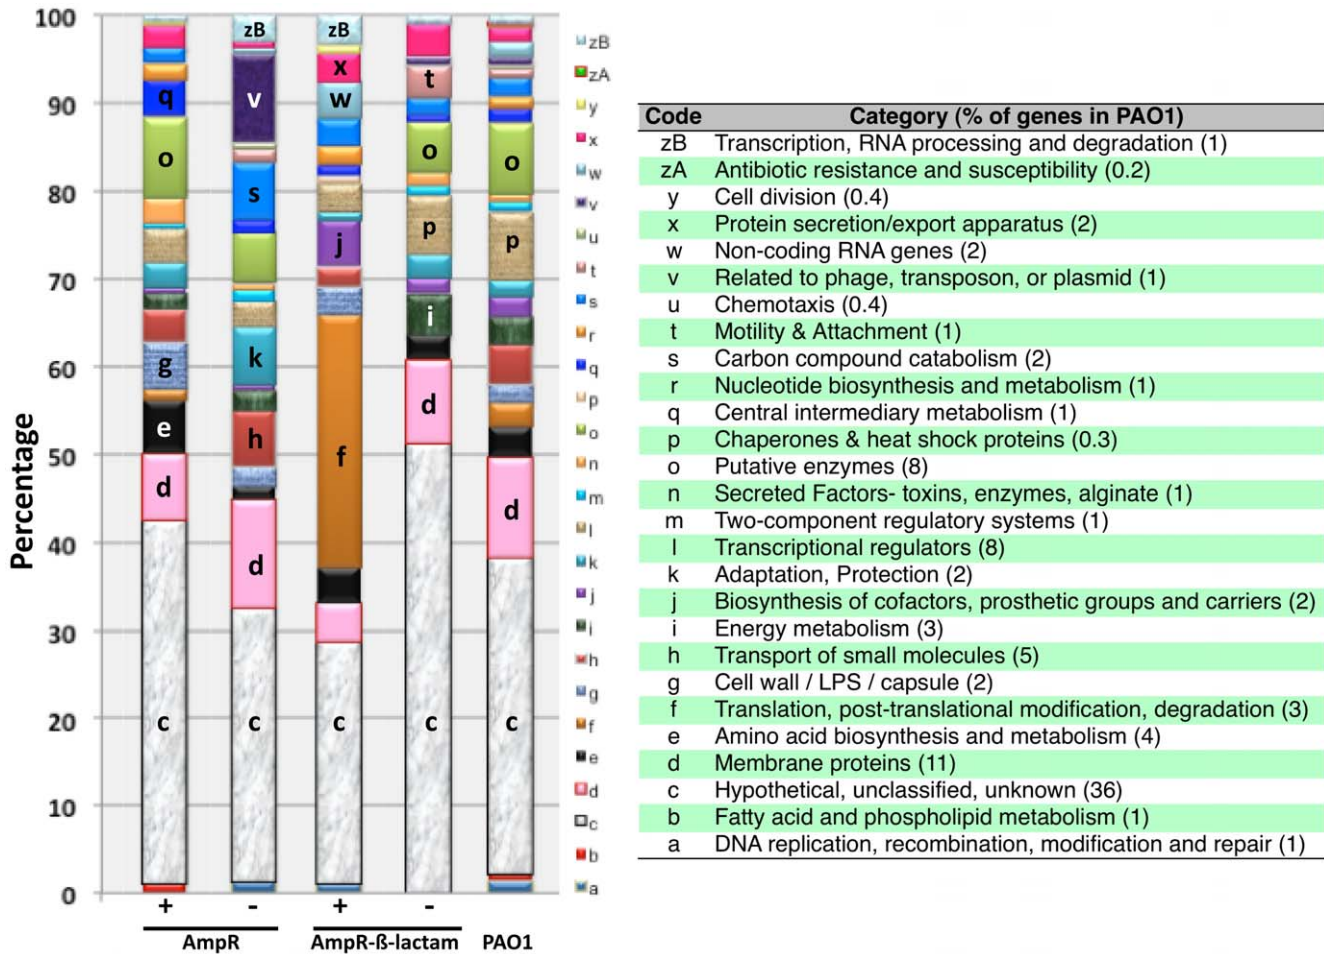 Percentage
100
90
80
70
60
50
40
30
20
10
0
q
o
g
e
d
c
zB
v
s
k
h
d
c
zB
x
w
j
f
c
t
o
p
i
d
c
o
p
d
c
+ - + -
AmpR AmpR-ß-lactam PAO1
zB
zA
y
x
w
v
u
t
s
r
q
p
o
n
m
l
k
j
i
h
g
f
e
d
c
b
a
Code Category (% of genes in PAO1)
zB Transcription, RNA processing and degradation (1)
zA Antibiotic resistance and susceptibility (0.2)
y Cell division (0.4)
x Protein secretion/export apparatus (2)
w Non-coding RNA genes (2)
v Related to phage, transposon, or plasmid (1)
u Chemotaxis (0.4)
t Motility & Attachment (1)
s Carbon compound catabolism (2)
r Nucleotide biosynthesis and metabolism (1)
q Central intermediary metabolism (1)
p Chaperones & heat shock proteins (0.3)
o Putative enzymes (8)
n Secreted Factors- toxins, enzymes, alginate (1)
m Two-component regulatory systems (1)
l Transcriptional regulators (8)
k Adaptation, Protection (2)
j Biosynthesis of cofactors, prosthetic groups and carriers (2)
i Energy metabolism (3)
h Transport of small molecules (5)
g Cell wall / LPS / capsule (2)
f Translation, post-translational modification, degradation (3)
e Amino acid biosynthesis and metabolism (4)
d Membrane proteins (11)
c Hypothetical, unclassified, unknown (36)
b Fatty acid and phospholipid metabolism (1)
a DNA replication, recombination, modification and repair (1)